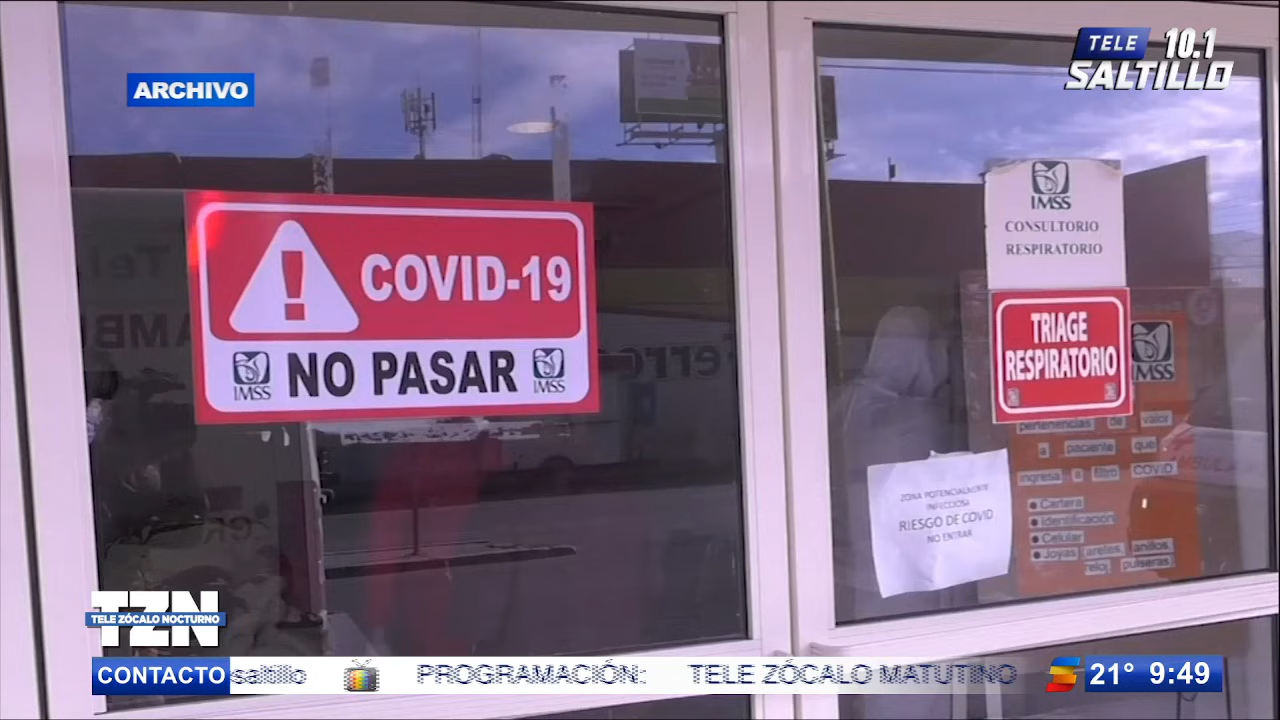 ARCHIVO
TELE 10.1
SALTILLO
COVID-19
NO PASAR
IMSS
IMSS
IMSS
CONSULTORIO
RESPIRATORIO
TRIAGE
RESPIRATORIO
IMSS
pertenencias de valor
a paciente que
ingresa a filtro COVID
Cartera
Identificación
Celular
Joyas (aretes, anillos,
reloj, pulseras,
ZONA POTENCIALMENTE
INFECCIOSA
RIESGO DE COVID
NO ENTRAR
TZN
TELE ZÓCALO NOCTURNO
CONTACTO saltillo PROGRAMACIÓN: TELE ZÓCALO MATUTINO 21° 9:49